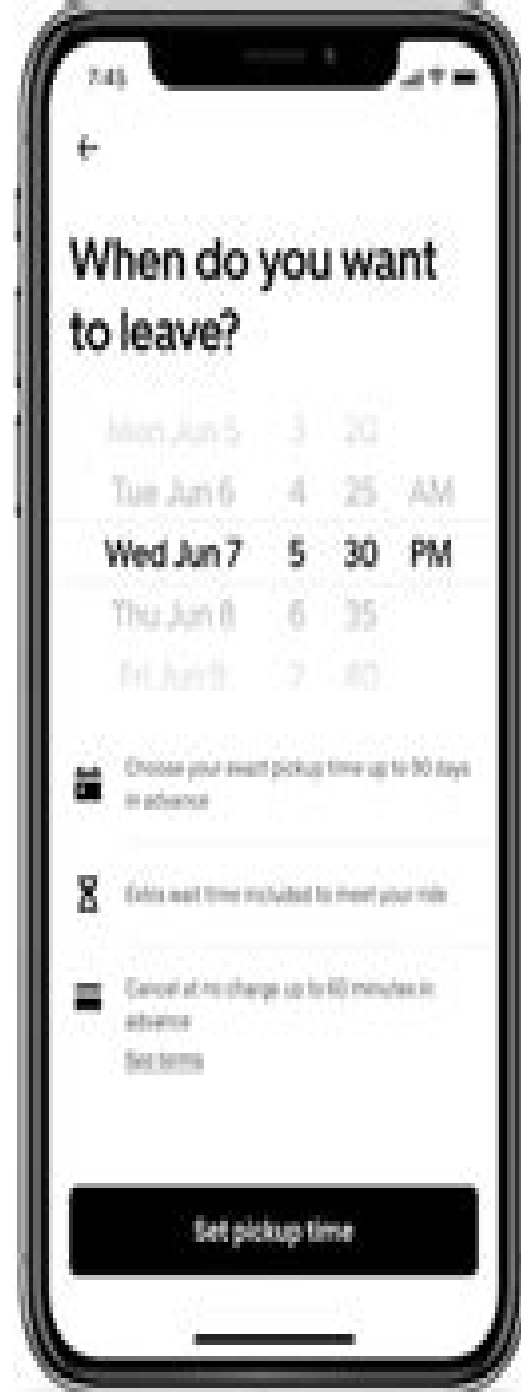 7:45
When do you want
to leave?
Mon Jun 5 3 20
Tue Jun 6 4 25 AM
Wed Jun 7 5 30 PM
Thu Jun 8 6 35
Fri Jun 9 7 40
Choose your exact pickup time up to 90 days
in advance
Extra wait time included to meet your ride
Cancel at no charge up to 60 minutes in
advance
See terms
Set pickup time